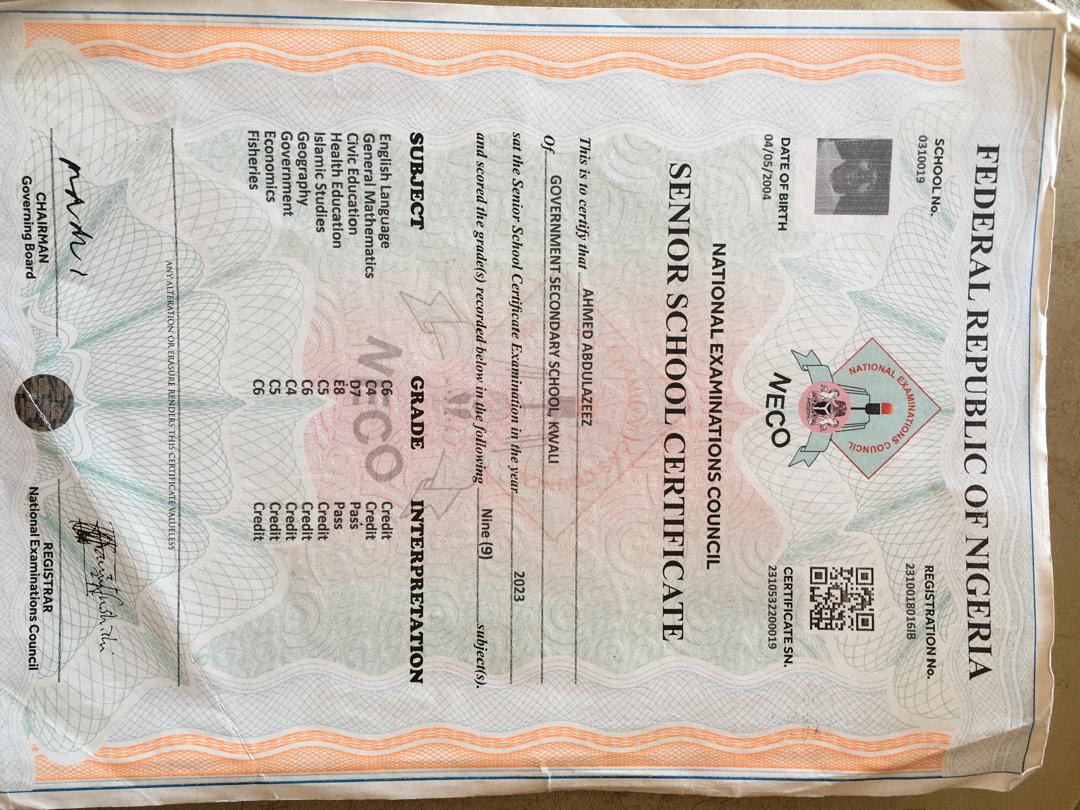 FEDERAL REPUBLIC OF NIGERIA
SCHOOL No.
0310019
REGISTRATION No.
2310018016IB
NATIONAL EXAMINATIONS COUNCIL
NECO
DATE OF BIRTH
04/05/2004
CERTIFICATE SN.
2310532200019
NATIONAL EXAMINATIONS COUNCIL
SENIOR SCHOOL CERTIFICATE
This is to certify that AHMED ABDULAZEEZ
Of GOVERNMENT SECONDARY SCHOOL, KWALI
sat the Senior School Certificate Examination in the year 2023
and scored the grade(s) recorded below in the following Nine (9) subject(s).
SUBJECT GRADE INTERPRETATION
English Language C6 Credit
General Mathematics C4 Credit
Civic Education D7 Pass
Health Education E8 Pass
Islamic Studies C5 Credit
Geography C6 Credit
Government C4 Credit
Economics C5 Credit
Fisheries C6 Credit
NECO
ANY ALTERATION OR ERASURE RENDERS THIS CERTIFICATE VALUELESS
CHAIRMAN
Governing Board
REGISTRAR
National Examinations Council